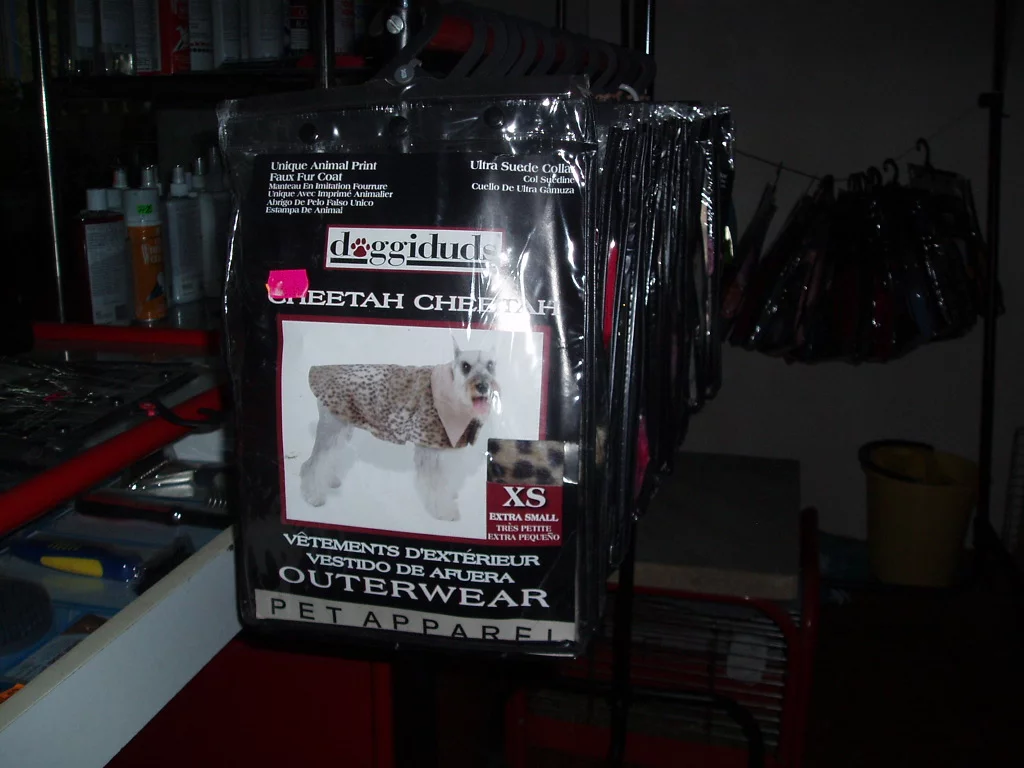 Unique Animal Print
Faux Fur Coat
Manteau En Imitation Fourrure
Unique Avec Imprimé Animalier
Abrigo De Pelo Falso Unico
Estampa De Animal
Ultra Suede Colla
Col Suedine
Cuello De Ultra Gamuza
doggiduds
CHEETAH CHEETAH
XS
EXTRA SMALL
TRÈS PETITE
EXTRA PEQUEÑO
VÊTEMENTS D'EXTÉRIEUR
VESTIDO DE AFUERA
OUTERWEAR
PET APPAREL